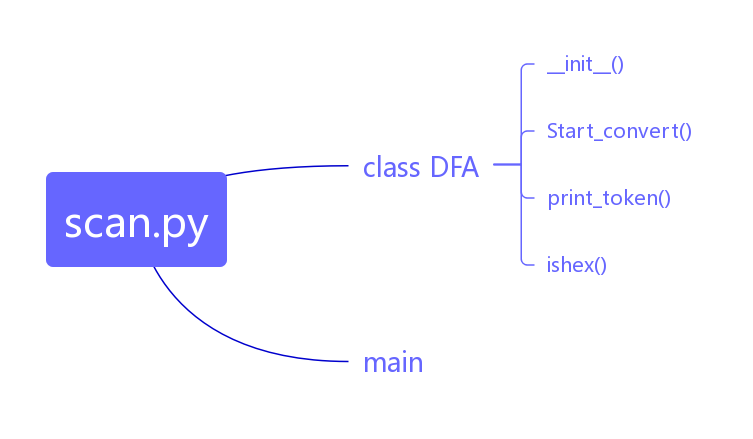 scan.py
class DFA
__init__()
Start_convert()
print_token()
ishex()
main